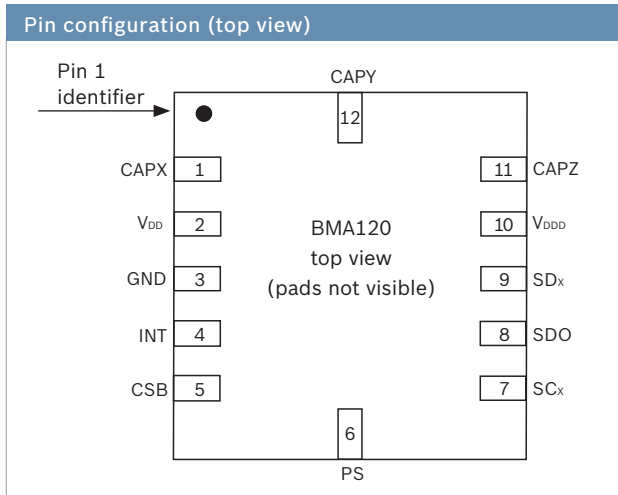 Pin configuration (top view)
Pin 1
identifier
CAPY
12
CAPX 1
11 CAPZ
VDD 2
10 VDDD
BMA120
top view
(pads not visible)
GND 3
9 SDx
INT 4
8 SDO
CSB 5
7 SCx
6
PS